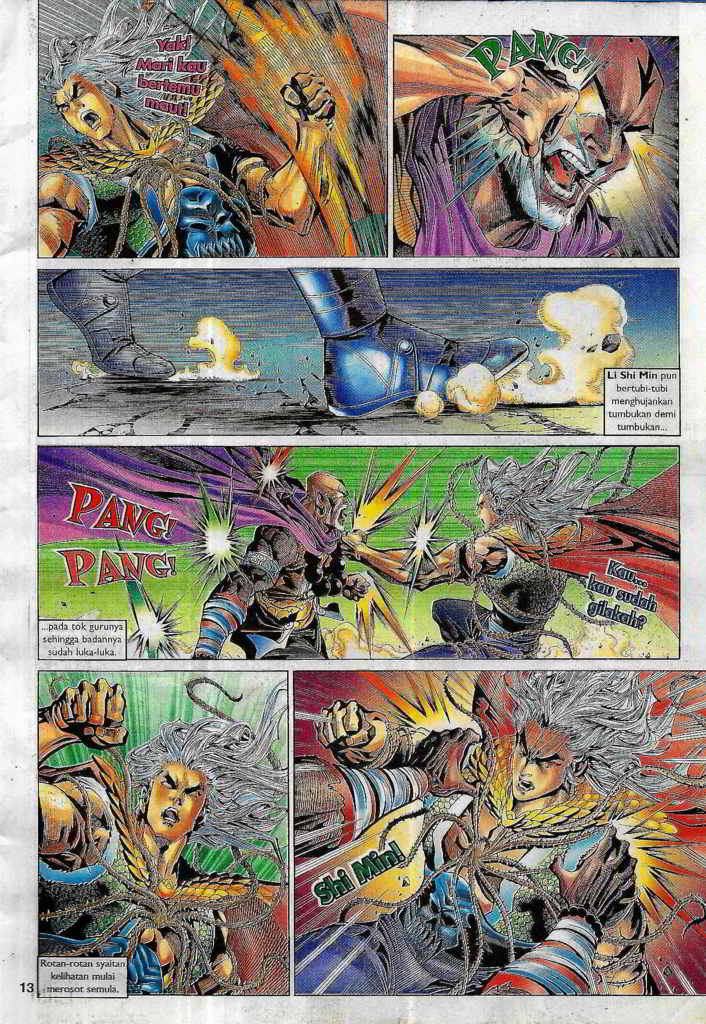 Yak!
Mari kau
bertemu
maut!
PANG!
Li Shi Min pun
bertubi-tubi
menghujankan
tumbukan demi
tumbukan...
PANG!
PANG!
Kau...
kau sudah
gilakah?
...pada tok gurunya
sehingga badannya
sudah luka-luka.
Shi Min!
Rotan-rotan syaitan
kelihatan mulai
merosot semula.
13